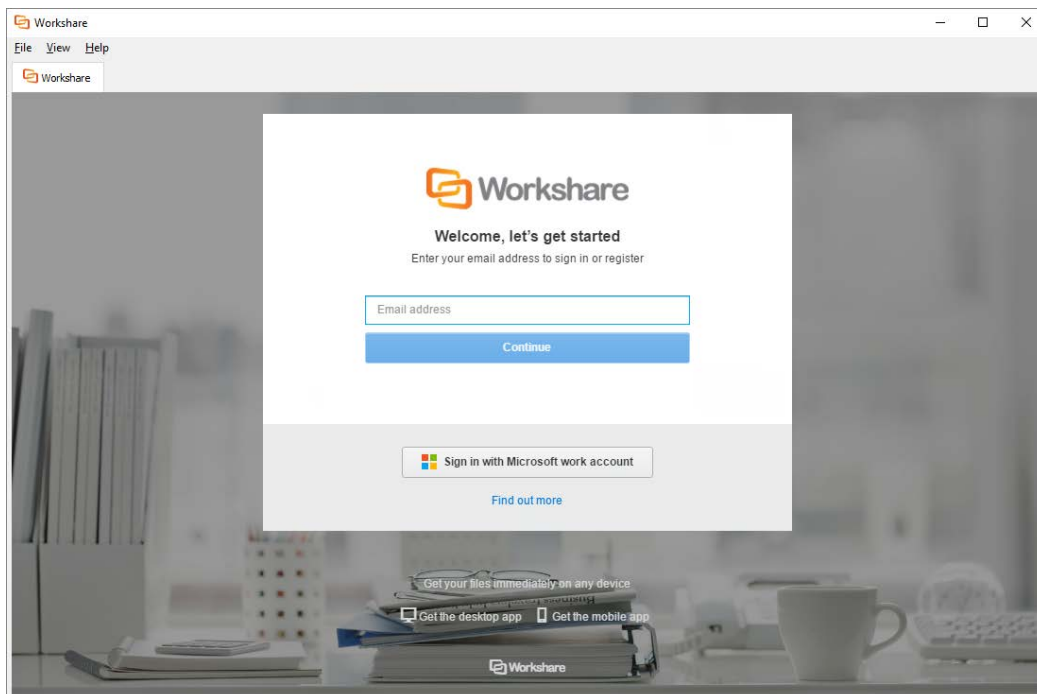 Workshare
File View Help
Workshare
Workshare
Welcome, let's get started
Enter your email address to sign in or register
Email address
Continue
Sign in with Microsoft work account
Find out more
Get your files immediately on any device
Business
Get the desktop app Get the mobile app
Workshare